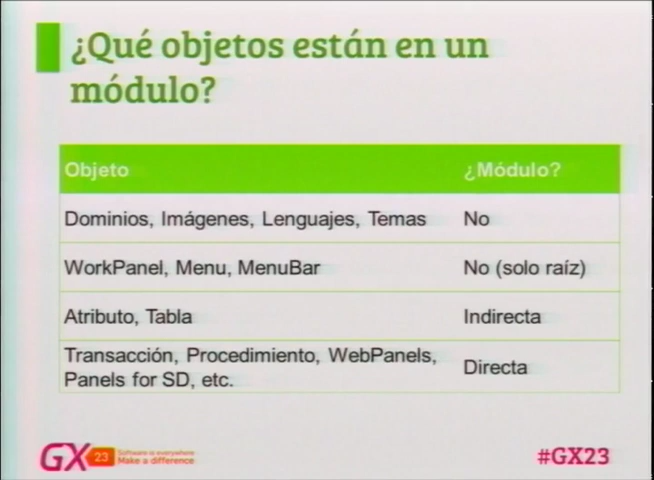 ¿Qué objetos están en un
módulo?
Objeto ¿Módulo?
Dominios, Imágenes, Lenguajes, Temas No
WorkPanel, Menu, MenuBar No (solo raíz)
Atributo, Tabla Indirecta
Transacción, Procedimiento, WebPanels,
Panels for SD, etc. Directa
GX 23 Software is everywhere
Make a difference
#GX23